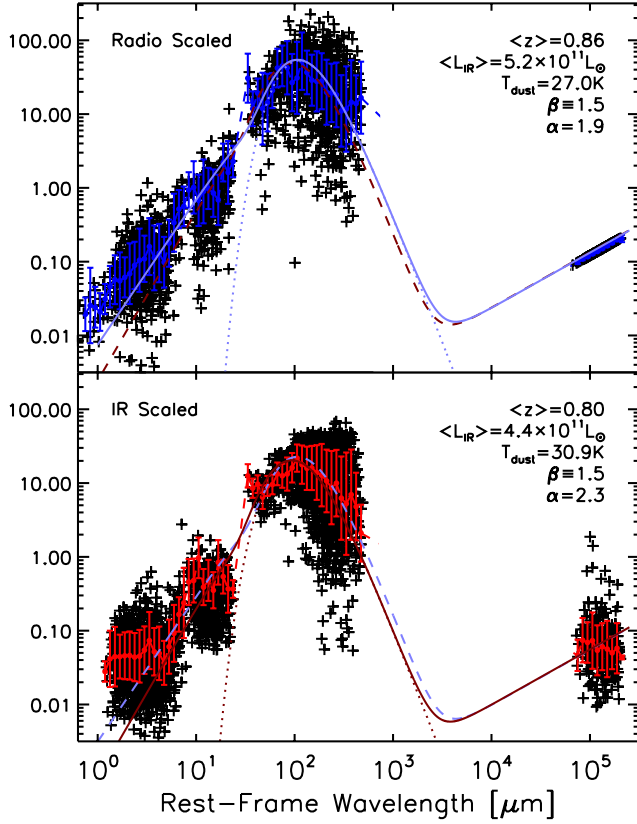 100.00
10.00
1.00
0.10
0.01
Radio Scaled
<z>=0.86
<L_IR>=5.2×10^11 L_⊙
T_dust=27.0K
β≡1.5
α=1.9
100.00
10.00
1.00
0.10
0.01
IR Scaled
<z>=0.80
<L_IR>=4.4×10^11 L_⊙
T_dust=30.9K
β≡1.5
α=2.3
10^0 10^1 10^2 10^3 10^4 10^5
Rest-Frame Wavelength [μm]